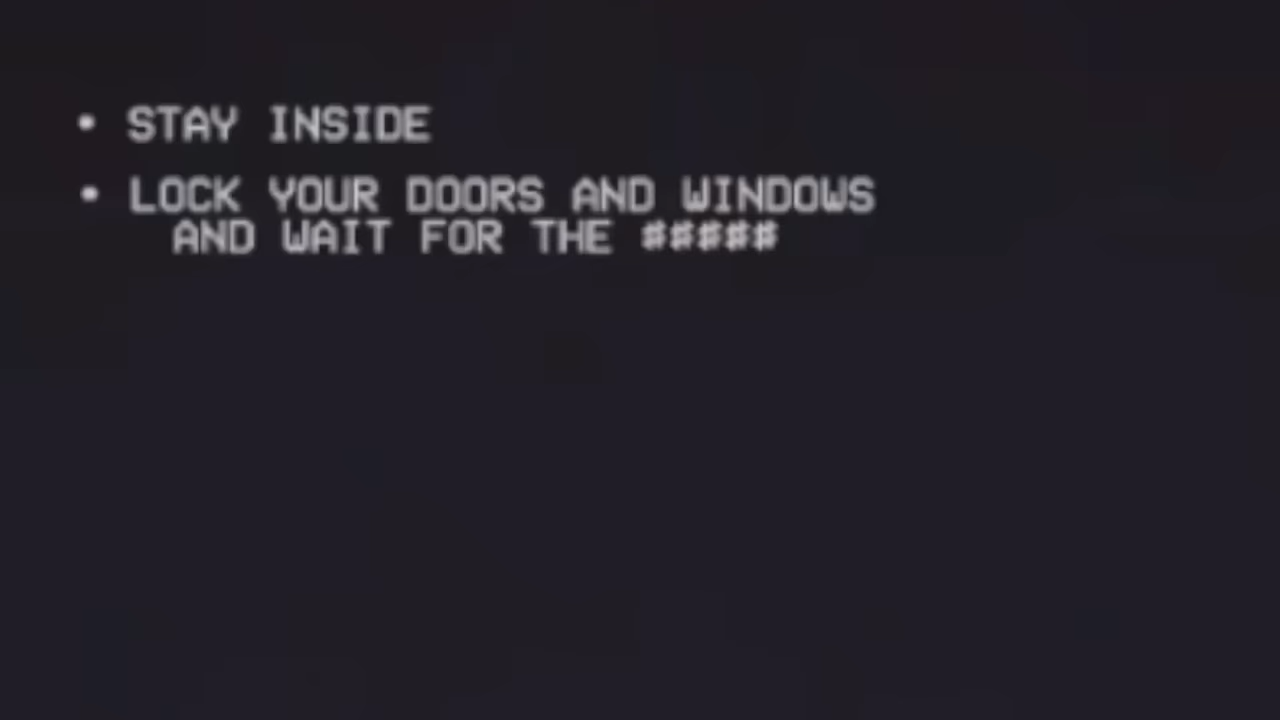 • STAY INSIDE
• LOCK YOUR DOORS AND WINDOWS
AND WAIT FOR THE #####